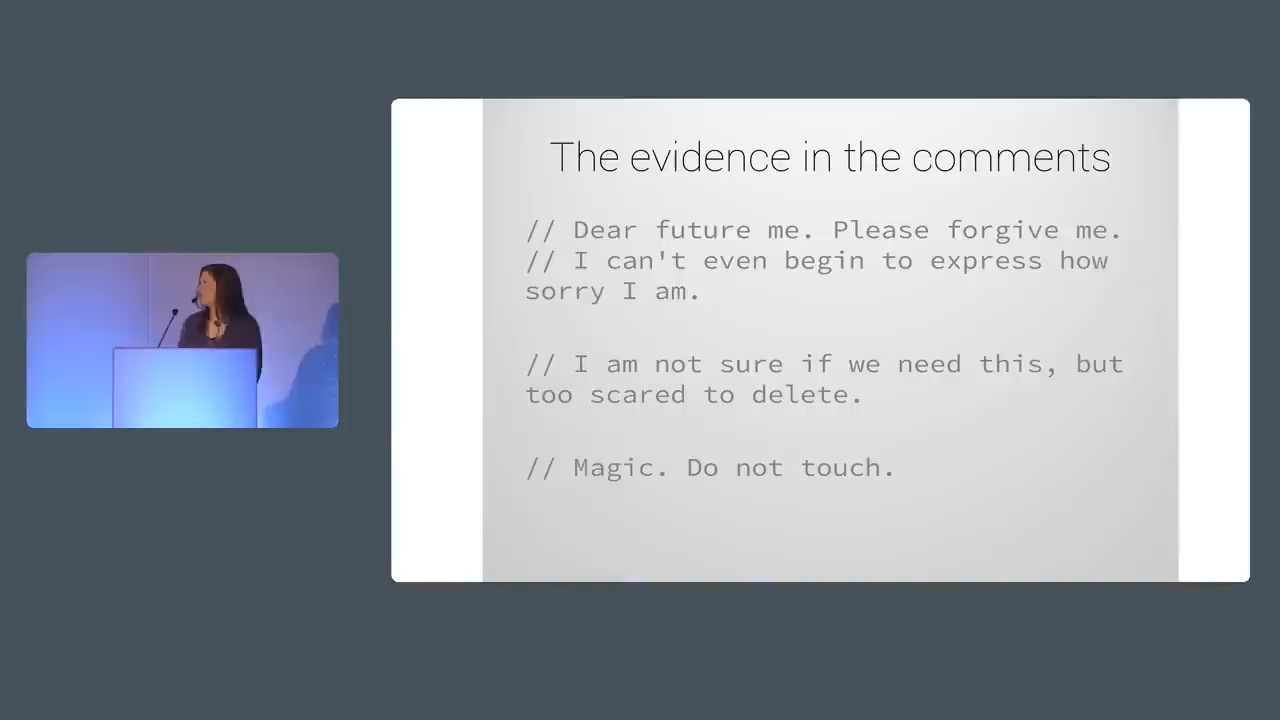 The evidence in the comments
// Dear future me. Please forgive me.
// I can't even begin to express how
sorry I am.
// I am not sure if we need this, but
too scared to delete.
// Magic. Do not touch.